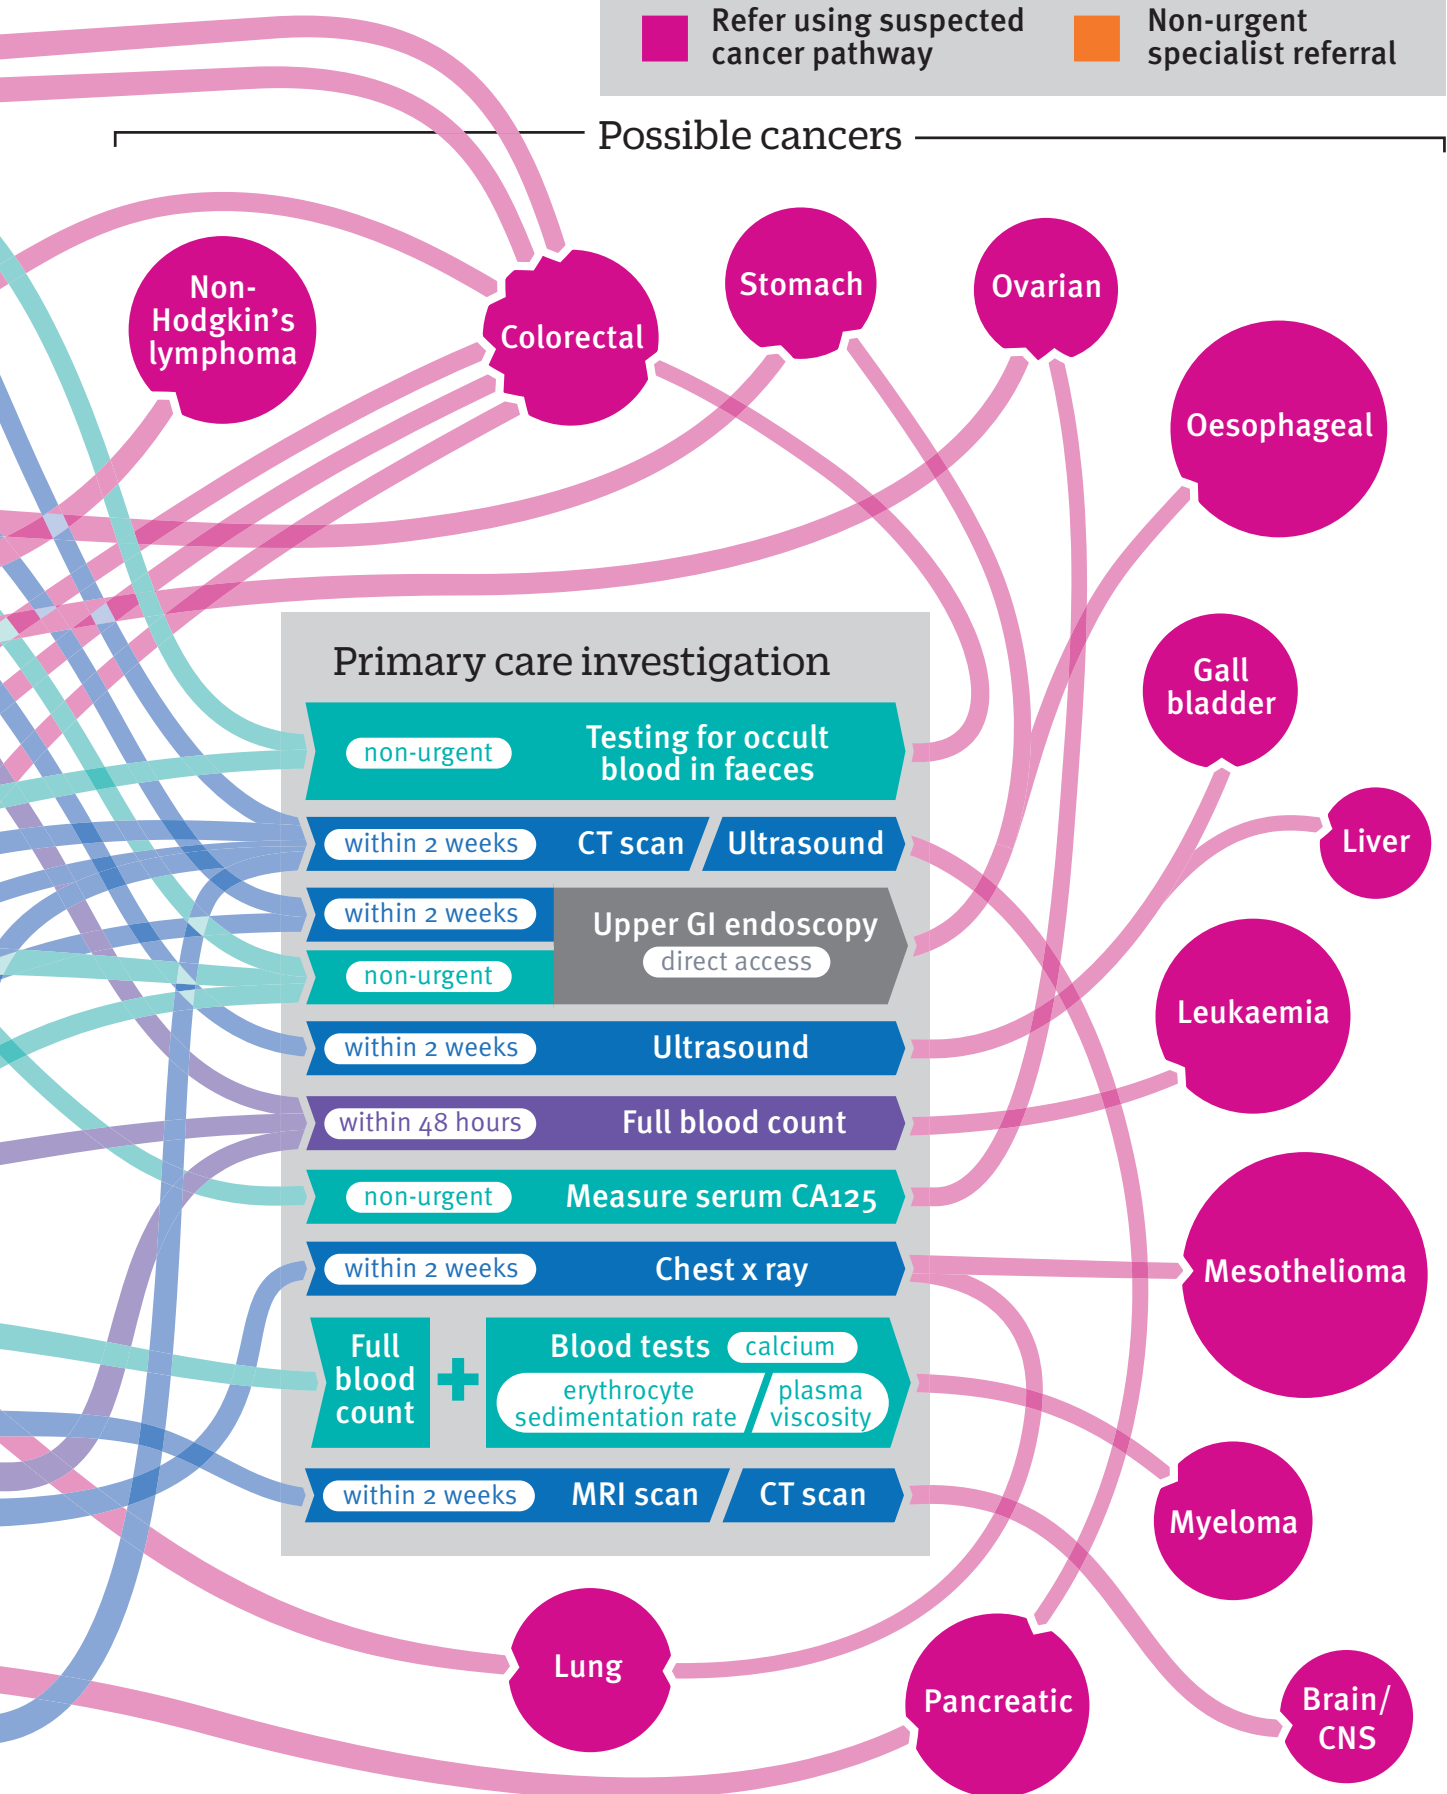 Refer using suspected
cancer pathway
Non-urgent
specialist referral
Possible cancers
Non-
Hodgkin's
lymphoma
Colorectal
Stomach
Ovarian
Oesophageal
Gall
bladder
Liver
Leukaemia
Mesothelioma
Myeloma
Brain/
CNS
Pancreatic
Lung
Primary care investigation
non-urgent
Testing for occult
blood in faeces
within 2 weeks
CT scan / Ultrasound
within 2 weeks
non-urgent
Upper GI endoscopy
direct access
within 2 weeks
Ultrasound
within 48 hours
Full blood count
non-urgent
Measure serum CA125
within 2 weeks
Chest x ray
Full
blood
count
+
Blood tests
calcium
erythrocyte
sedimentation rate
/
plasma
viscosity
within 2 weeks
MRI scan / CT scan